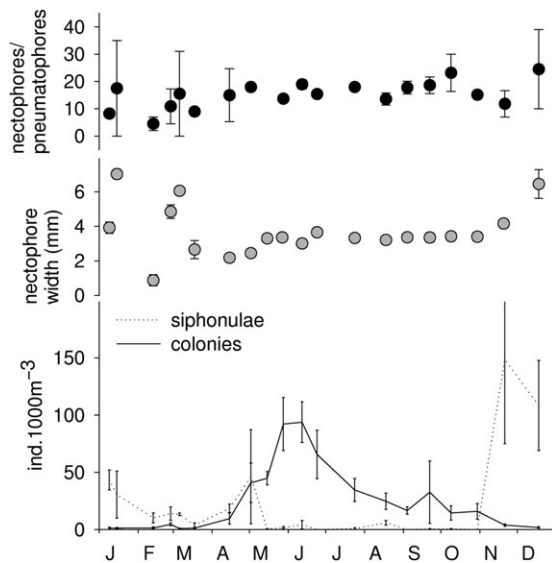 nectophores/
pneumatophores
40
30
20
10
0
nectophore
width (mm)
6
4
2
0
siphonulae
colonies
ind.1000m−3
150
100
50
0
J F M A M J J A S O N D